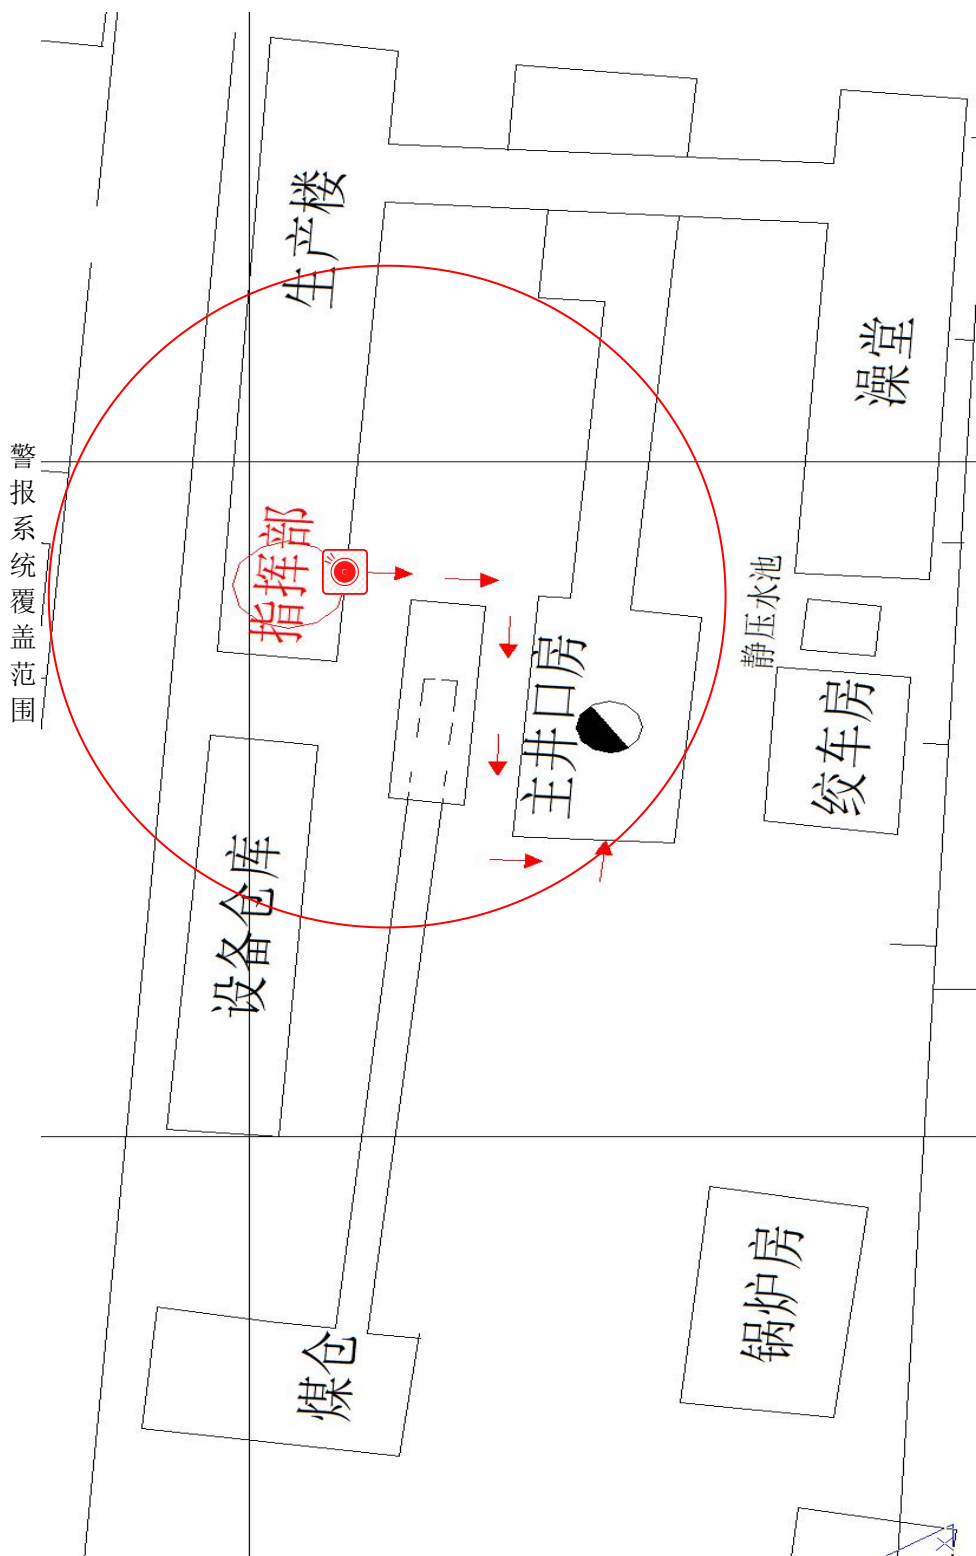 生产楼
澡堂
警报系统覆盖范围
指挥部
静压水池
主井口房
绞车房
设备仓库
锅炉房
煤仓